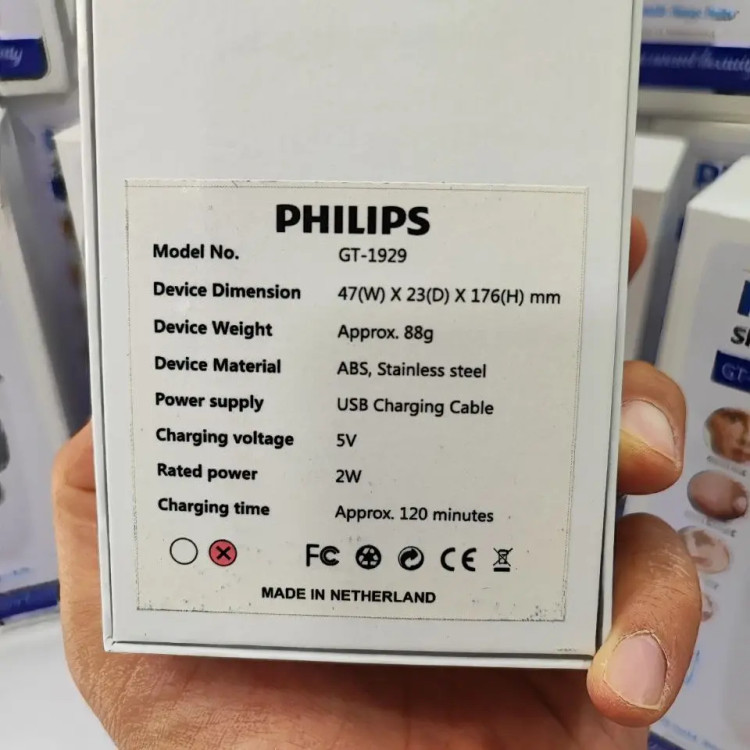 PHILIPS
Model No. GT-1929
Device Dimension 47(W) X 23(D) X 176(H) mm
Device Weight Approx. 88g
Device Material ABS, Stainless steel
Power supply USB Charging Cable
Charging voltage 5V
Rated power 2W
Charging time Approx. 120 minutes
FC CE
MADE IN NETHERLAND
GT-